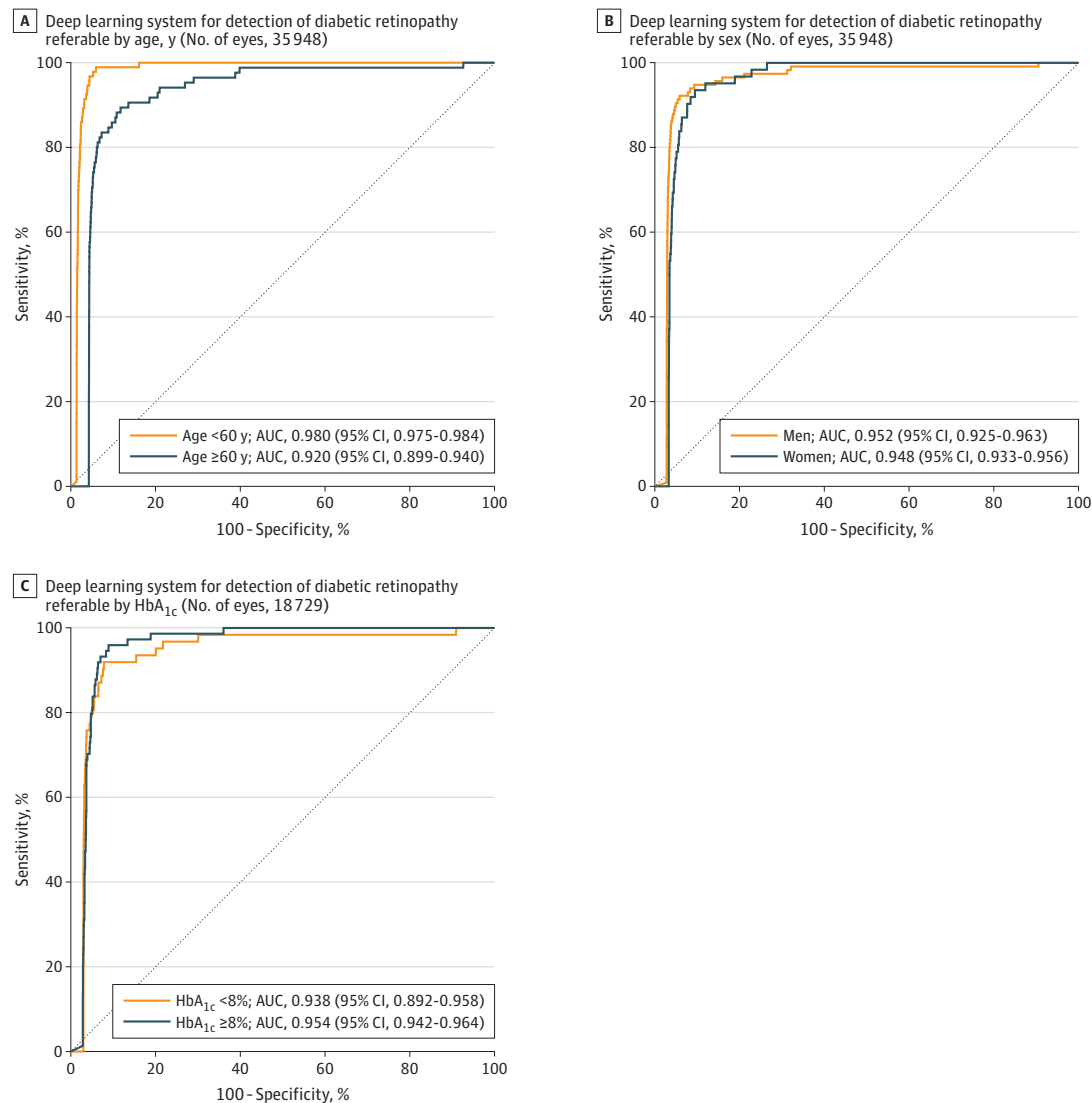 A Deep learning system for detection of diabetic retinopathy
referable by age, y (No. of eyes, 35 948)
100
80
60
40
20
0
Sensitivity, %
Age <60 y; AUC, 0.980 (95% CI, 0.975-0.984)
Age ≥60 y; AUC, 0.920 (95% CI, 0.899-0.940)
0 20 40 60 80 100
100 - Specificity, %
B Deep learning system for detection of diabetic retinopathy
referable by sex (No. of eyes, 35 948)
100
80
60
40
20
0
Sensitivity, %
Men; AUC, 0.952 (95% CI, 0.925-0.963)
Women; AUC, 0.948 (95% CI, 0.933-0.956)
0 20 40 60 80 100
100 - Specificity, %
C Deep learning system for detection of diabetic retinopathy
referable by HbA1c (No. of eyes, 18 729)
100
80
60
40
20
0
Sensitivity, %
HbA1c <8%; AUC, 0.938 (95% CI, 0.892-0.958)
HbA1c ≥8%; AUC, 0.954 (95% CI, 0.942-0.964)
0 20 40 60 80 100
100 - Specificity, %